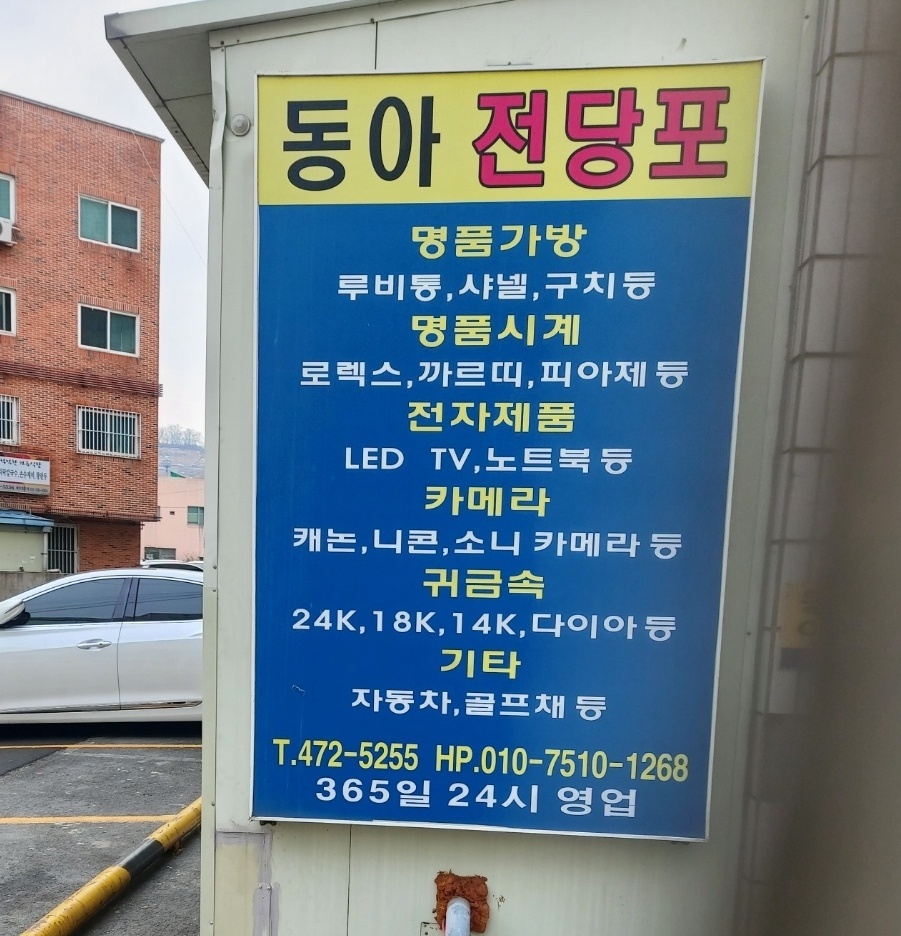 동아 전당포
명품가방
루비통,샤넬,구치등
명품시계
로렉스,까르띠,피아제등
전자제품
LED TV,노트북등
카메라
캐논,니콘,소니 카메라등
귀금속
24K,18K,14K,다이아등
기타
자동차,골프채등
T.472-5255 HP.010-7510-1268
365일 24시 영업